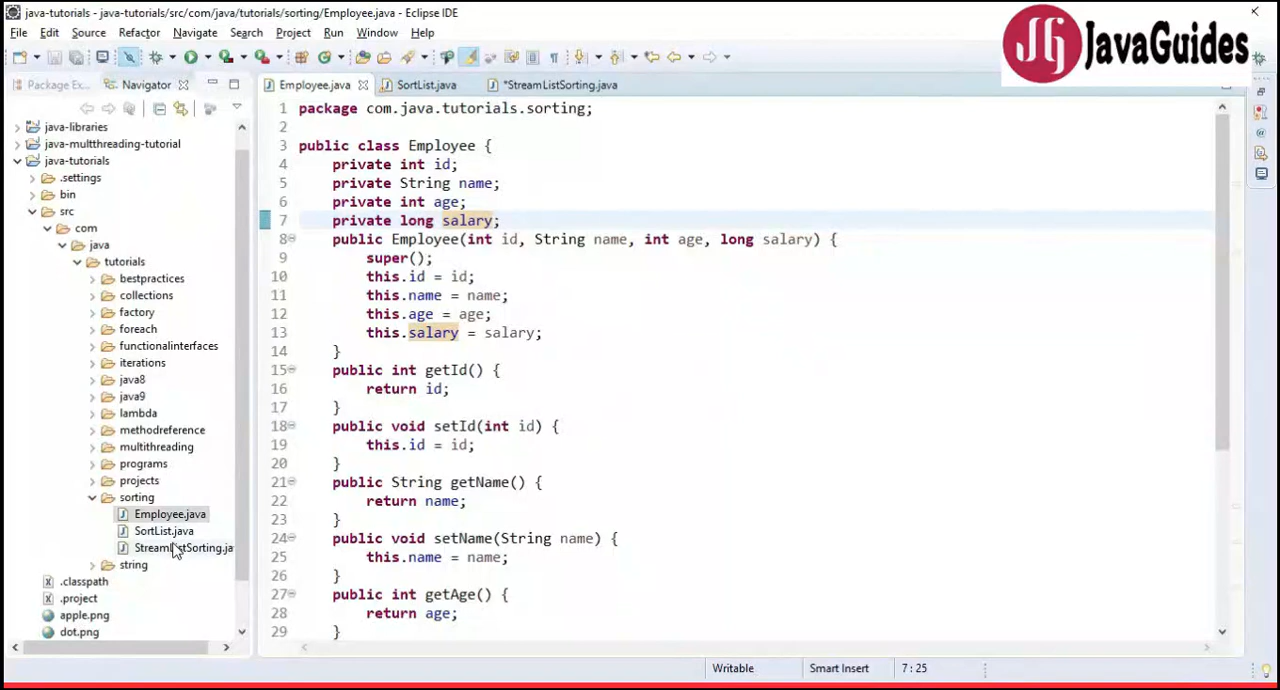 java-tutorials - java-tutorials/src/com/java/tutorials/sorting/Employee.java - Eclipse IDE
JG JavaGuides
File Edit Source Refactor Navigate Search Project Run Window Help
Package Ex... Navigator
Employee.java SortList.java *StreamListSorting.java
java-libraries
java-multthreading-tutorial
java-tutorials
.settings
bin
src
com
java
tutorials
bestpractices
collections
factory
foreach
functionalinterfaces
iterations
java8
java9
lambda
methodreference
multithreading
programs
projects
sorting
Employee.java
SortList.java
StreamListSorting.ja
string
.classpath
.project
apple.png
dot.png
1 package com.java.tutorials.sorting;
2
3 public class Employee {
4 private int id;
5 private String name;
6 private int age;
7 private long salary;
8 public Employee(int id, String name, int age, long salary) {
9 super();
10 this.id = id;
11 this.name = name;
12 this.age = age;
13 this.salary = salary;
14 }
15 public int getId() {
16 return id;
17 }
18 public void setId(int id) {
19 this.id = id;
20 }
21 public String getName() {
22 return name;
23 }
24 public void setName(String name) {
25 this.name = name;
26 }
27 public int getAge() {
28 return age;
29 }
Writable Smart Insert 7 : 25